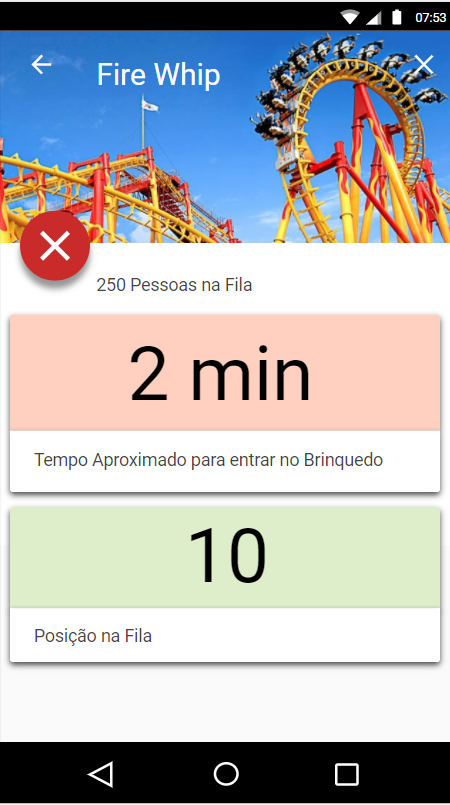 07:53
Fire Whip
250 Pessoas na Fila
2 min
Tempo Aproximado para entrar no Brinquedo
10
Posição na Fila